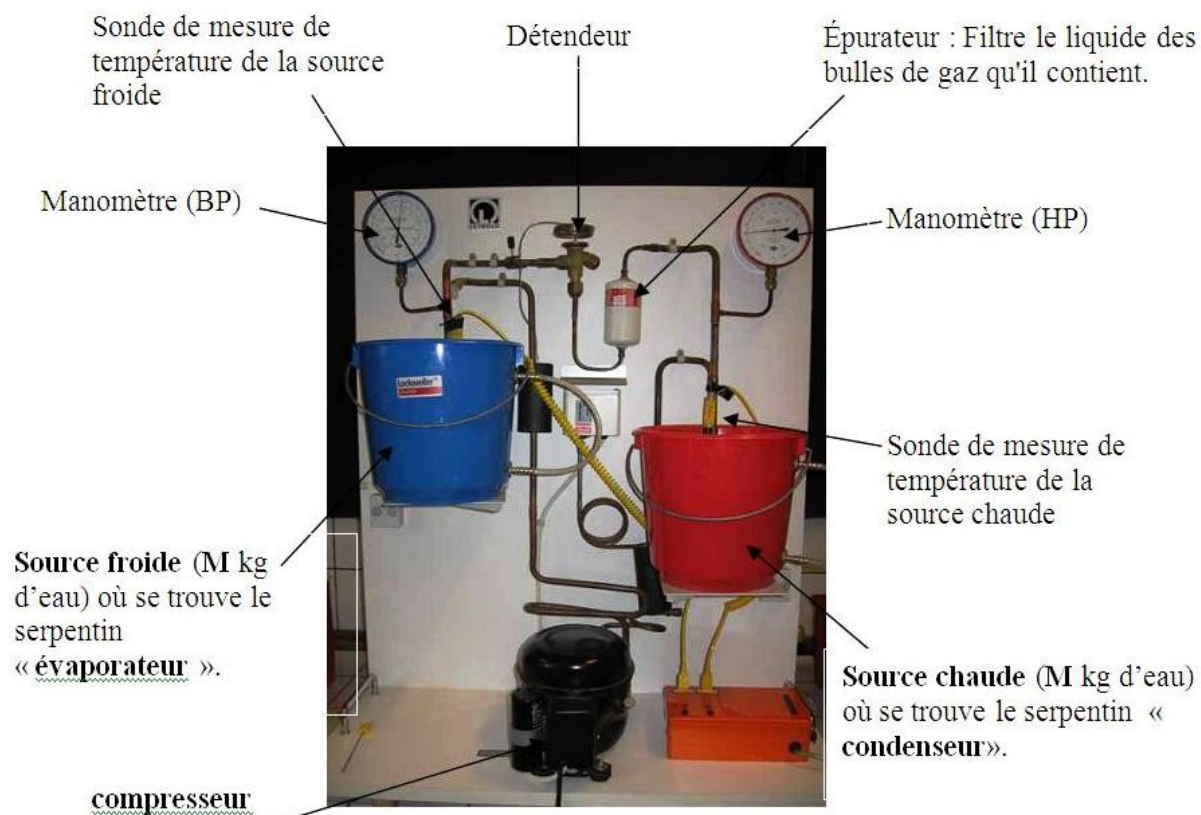 Sonde de mesure de
température de la source
froide
Détendeur
Épurateur : Filtre le liquide des
bulles de gaz qu'il contient.
Manomètre (BP)
Manomètre (HP)
Lockweiler
Sonde de mesure de
température de la
source chaude
Source froide (M kg
d'eau) où se trouve le
serpentin
« évaporateur ».
Source chaude (M kg d'eau)
où se trouve le serpentin «
condenseur».
compresseur